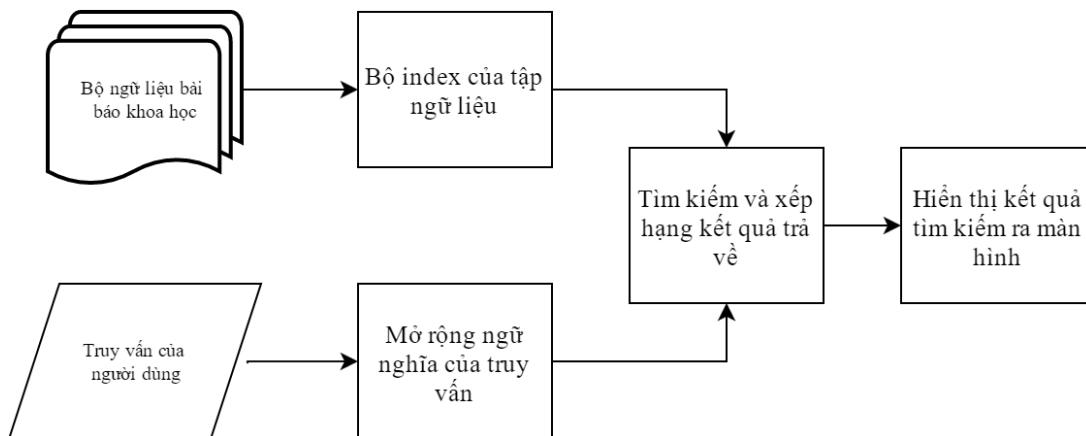 Bộ ngữ liệu bài
báo khoa học
Bộ index của tập
ngữ liệu
Tìm kiếm và xếp
hạng kết quả trả
về
Hiển thị kết quả
tìm kiếm ra màn
hình
Truy vấn của
người dùng
Mở rộng ngữ
nghĩa của truy
vấn